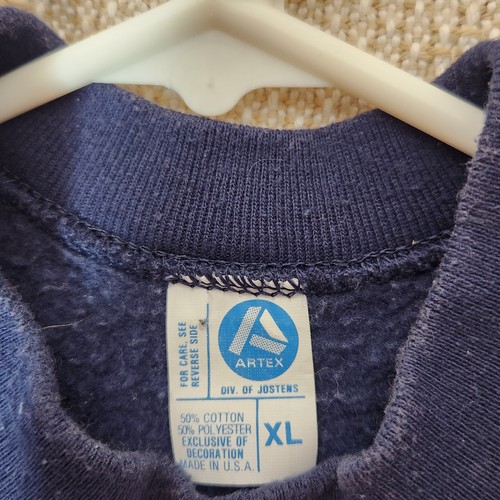 FOR CARE, SEE
REVERSE SIDE
ARTEX
DIV. OF JOSTENS
50% COTTON
50% POLYESTER
EXCLUSIVE OF
DECORATION
MADE IN U.S.A.
XL